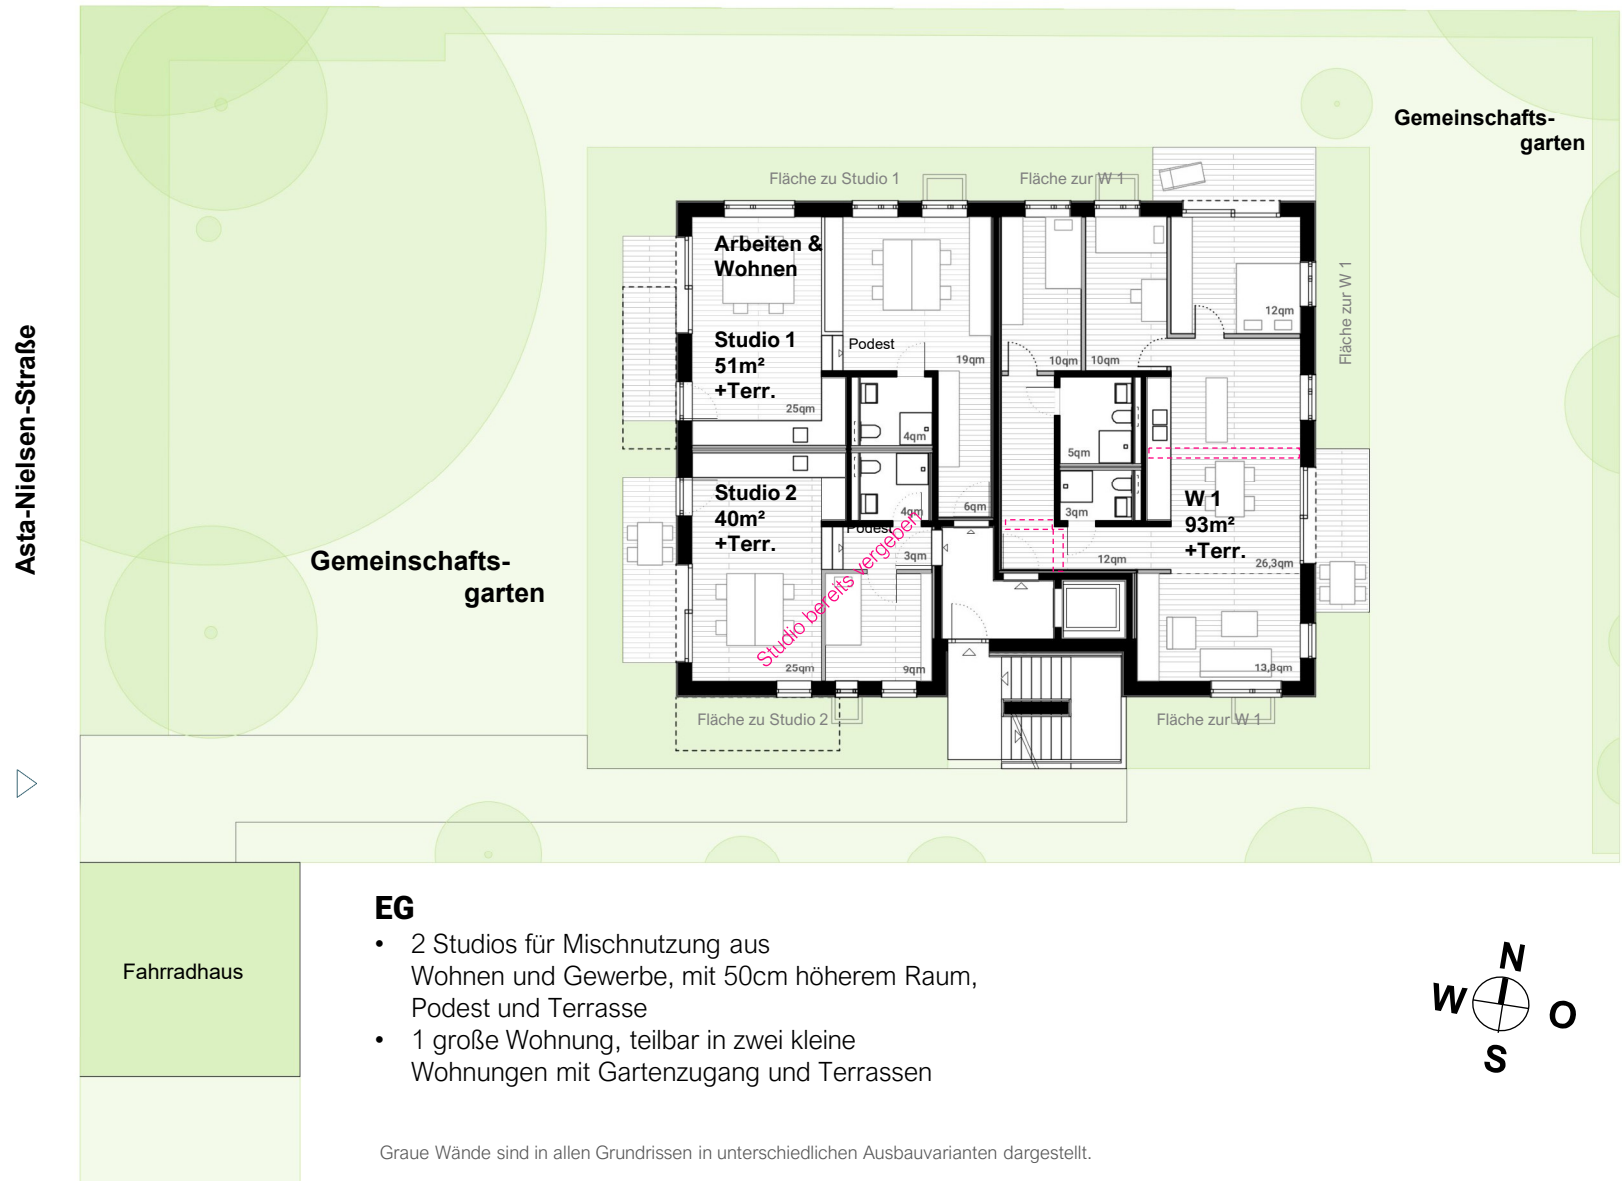 Asta-Nielsen-Straße
Gemeinschafts-
garten
Fläche zu Studio 1
Fläche zur W 1
Fläche zur W 1
Arbeiten &
Wohnen
Studio 1
51m²
+Terr.
25qm
Podest
19qm
4qm
6qm
10qm
10qm
12qm
5qm
3qm
12qm
W 1
93m²
+Terr.
26,3qm
13,8qm
Studio 2
40m²
+Terr.
25qm
Podest
4qm
3qm
9qm
Studio bereits vergeben
Gemeinschafts-
garten
Fläche zu Studio 2
Fläche zur W 1
Fahrradhaus
EG
• 2 Studios für Mischnutzung aus
Wohnen und Gewerbe, mit 50cm höherem Raum,
Podest und Terrasse
• 1 große Wohnung, teilbar in zwei kleine
Wohnungen mit Gartenzugang und Terrassen
N
W
O
S
Graue Wände sind in allen Grundrissen in unterschiedlichen Ausbauvarianten dargestellt.